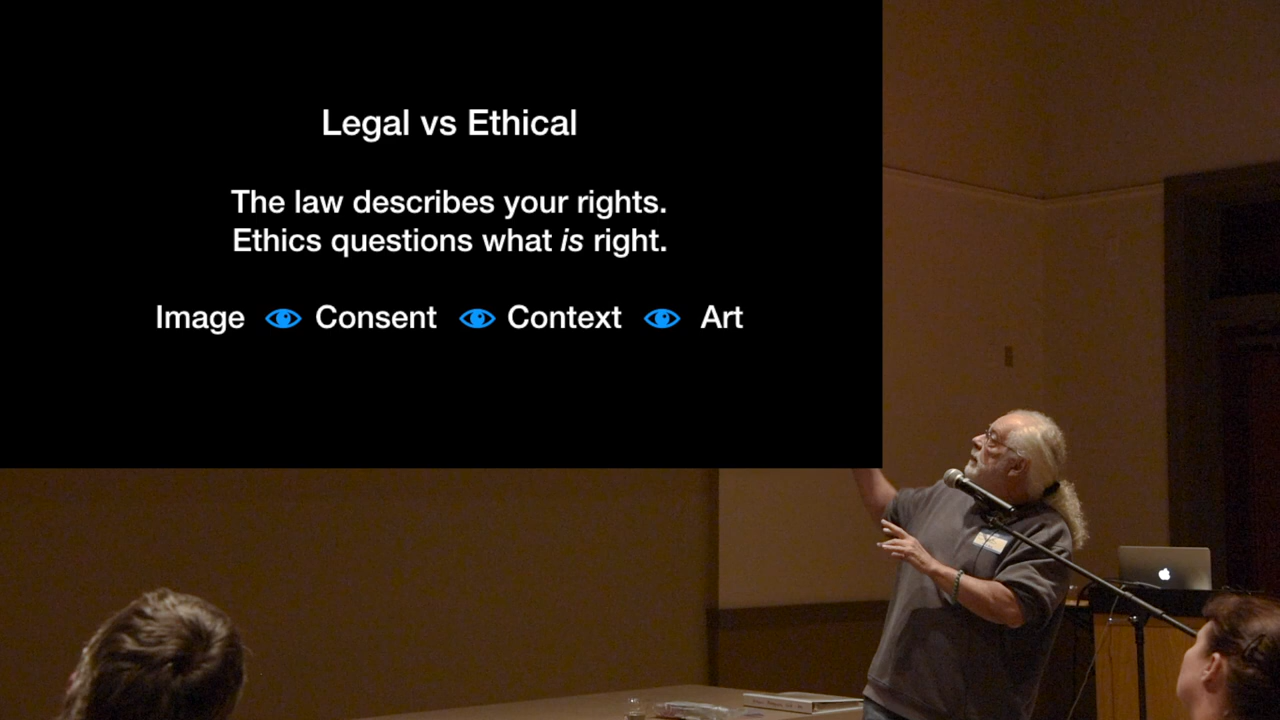 Legal vs Ethical
The law describes your rights.
Ethics questions what is right.
Image Consent Context Art